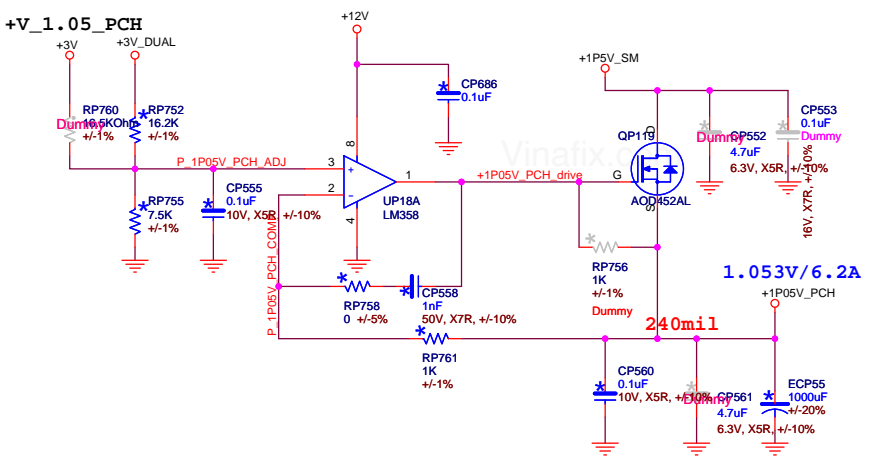 +V_1.05_PCH
+12V
+3V
+3V_DUAL
+1P5V_SM
RP760
16.5KOhm
+/-1%
Dummy
RP752
16.2K
+/-1%
CP686
0.1uF
CP553
0.1uF
Dummy
16V, X7R, +/-10%
QP119
D
G
S
AOD452AL
Dummy
CP552
4.7uF
6.3V, X5R, +/-10%
Vinafix.c
P_1P05V_PCH_ADJ
3
+
2
-
8
4
1
UP18A
LM358
+1P05V_PCH_drive
RP755
7.5K
+/-1%
CP555
0.1uF
10V, X5R, +/-10%
P_1P05V_PCH_COMP
RP756
1K
+/-1%
Dummy
1.053V/6.2A
+1P05V_PCH
RP758
0 +/-5%
CP558
1nF
50V, X7R, +/-10%
240mil
RP761
1K
+/-1%
CP560
0.1uF
10V, X5R, +/-10%
Dummy
CP561
4.7uF
6.3V, X5R, +/-10%
ECP55
1000uF
+/-20%